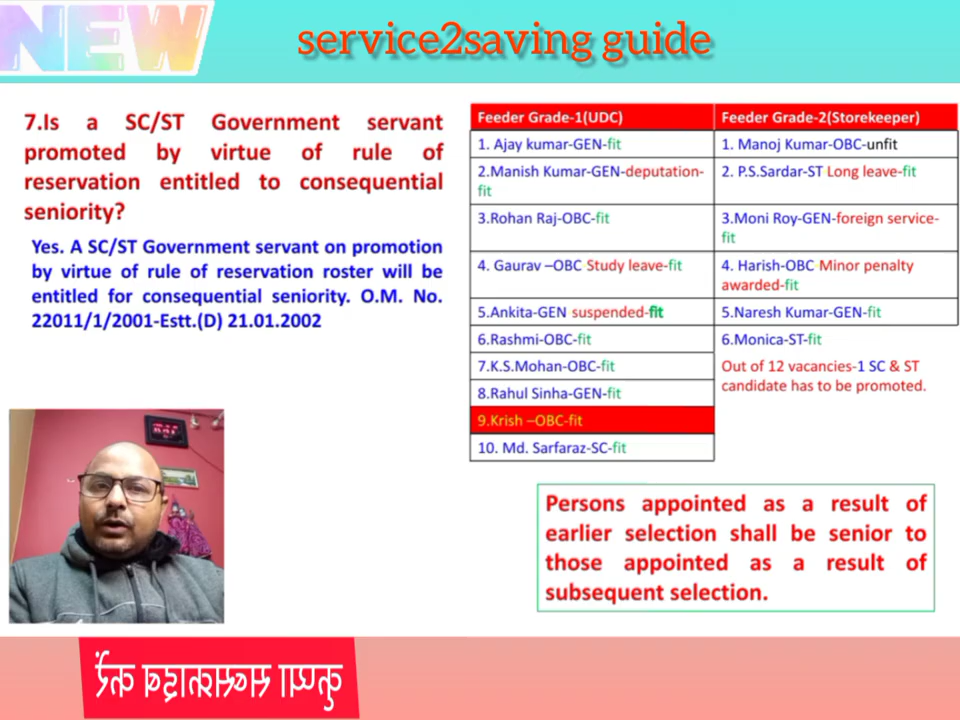 NEW
service2saving guide
7.Is a SC/ST Government servant
promoted by virtue of rule of
reservation entitled to consequential
seniority?
Yes. A SC/ST Government servant on promotion
by virtue of rule of reservation roster will be
entitled for consequential seniority. O.M. No.
22011/1/2001-Estt.(D) 21.01.2002
Feeder Grade-1(UDC) Feeder Grade-2(Storekeeper)
1. Ajay kumar-GEN-fit 1. Manoj Kumar-OBC-unfit
2.Manish Kumar-GEN-deputation- 2. P.S.Sardar-ST Long leave-fit
fit
3.Rohan Raj-OBC-fit 3.Moni Roy-GEN-foreign service-
fit
4. Gaurav –OBC Study leave-fit 4. Harish-OBC Minor penalty
awarded-fit
5.Ankita-GEN suspended-fit 5.Naresh Kumar-GEN-fit
6.Rashmi-OBC-fit 6.Monica-ST-fit
7.K.S.Mohan-OBC-fit Out of 12 vacancies-1 SC & ST
8.Rahul Sinha-GEN-fit candidate has to be promoted.
9.Krish –OBC-fit
10. Md. Sarfaraz-SC-fit
Persons appointed as a result of
earlier selection shall be senior to
those appointed as a result of
subsequent selection.
कृप्या सब्सक्राइब करें